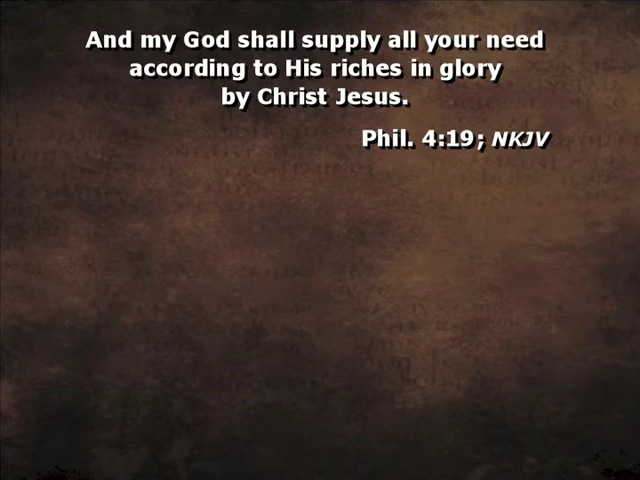 And my God shall supply all your need
according to His riches in glory
by Christ Jesus.
Phil. 4:19; NKJV